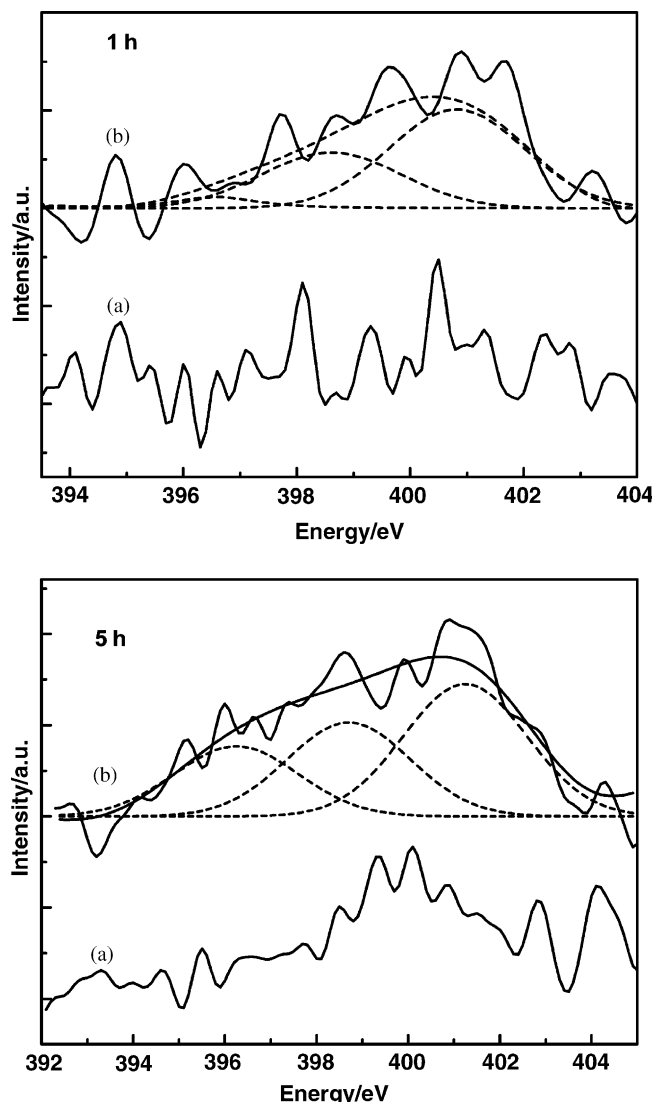 1 h
(b)
(a)
Intensity/a.u.
394 396 398 400 402 404
Energy/eV
5 h
(b)
(a)
Intensity/a.u.
392 394 396 398 400 402 404
Energy/eV